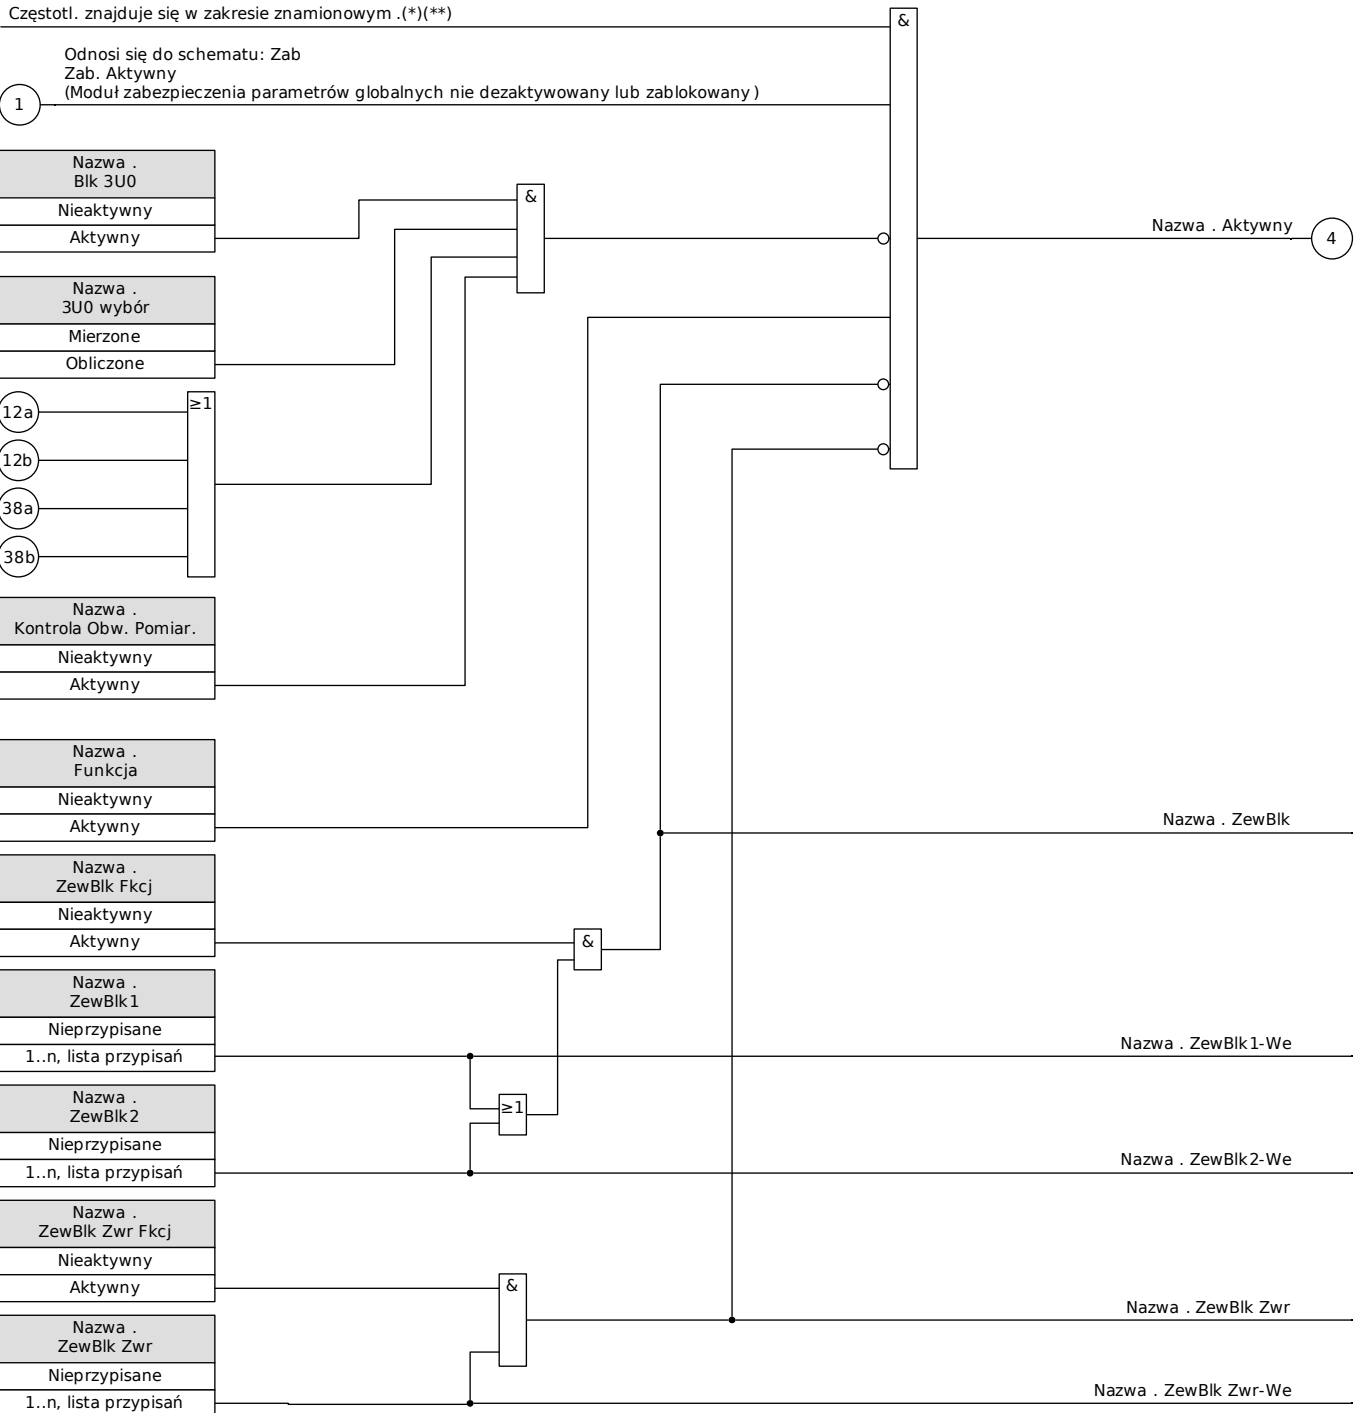 Częstotl. znajduje się w zakresie znamionowym .(*)(**)
&
Odnosi się do schematu: Zab
Zab. Aktywny
(Moduł zabezpieczenia parametrów globalnych nie dezaktywowany lub zablokowany )
1
Nazwa .
Blk 3U0
Nieaktywny
Aktywny
&
Nazwa . Aktywny
4
Nazwa .
3U0 wybór
Mierzone
Obliczone
12a
≥1
12b
38a
38b
Nazwa .
Kontrola Obw. Pomiar.
Nieaktywny
Aktywny
Nazwa .
Funkcja
Nieaktywny
Aktywny
Nazwa . ZewBlk
Nazwa .
ZewBlk Fkcj
Nieaktywny
Aktywny
&
Nazwa .
ZewBlk1
Nieprzypisane
1..n, lista przypisań
Nazwa . ZewBlk1-We
Nazwa .
ZewBlk2
≥1
Nieprzypisane
1..n, lista przypisań
Nazwa . ZewBlk2-We
Nazwa .
ZewBlk Zwr Fkcj
Nieaktywny
Aktywny
&
Nazwa . ZewBlk Zwr
Nazwa .
ZewBlk Zwr
Nieprzypisane
1..n, lista przypisań
Nazwa . ZewBlk Zwr-We